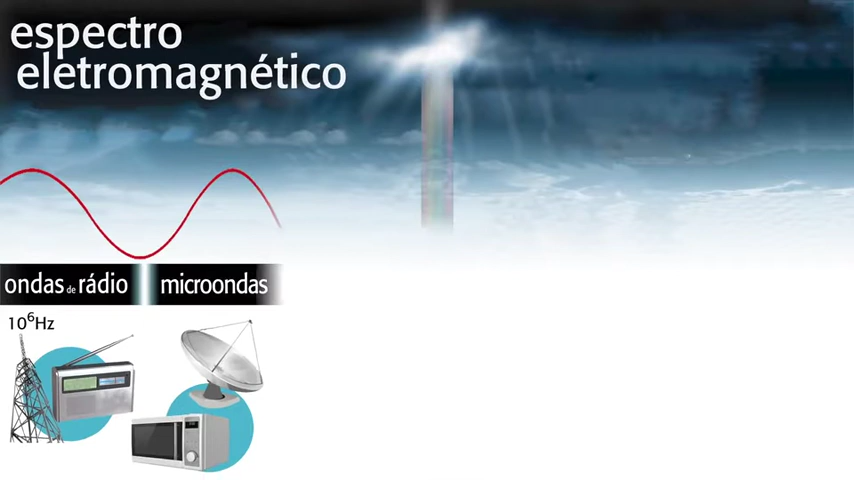 espectro
eletromagnético
ondas de rádio
microondas
10⁶Hz